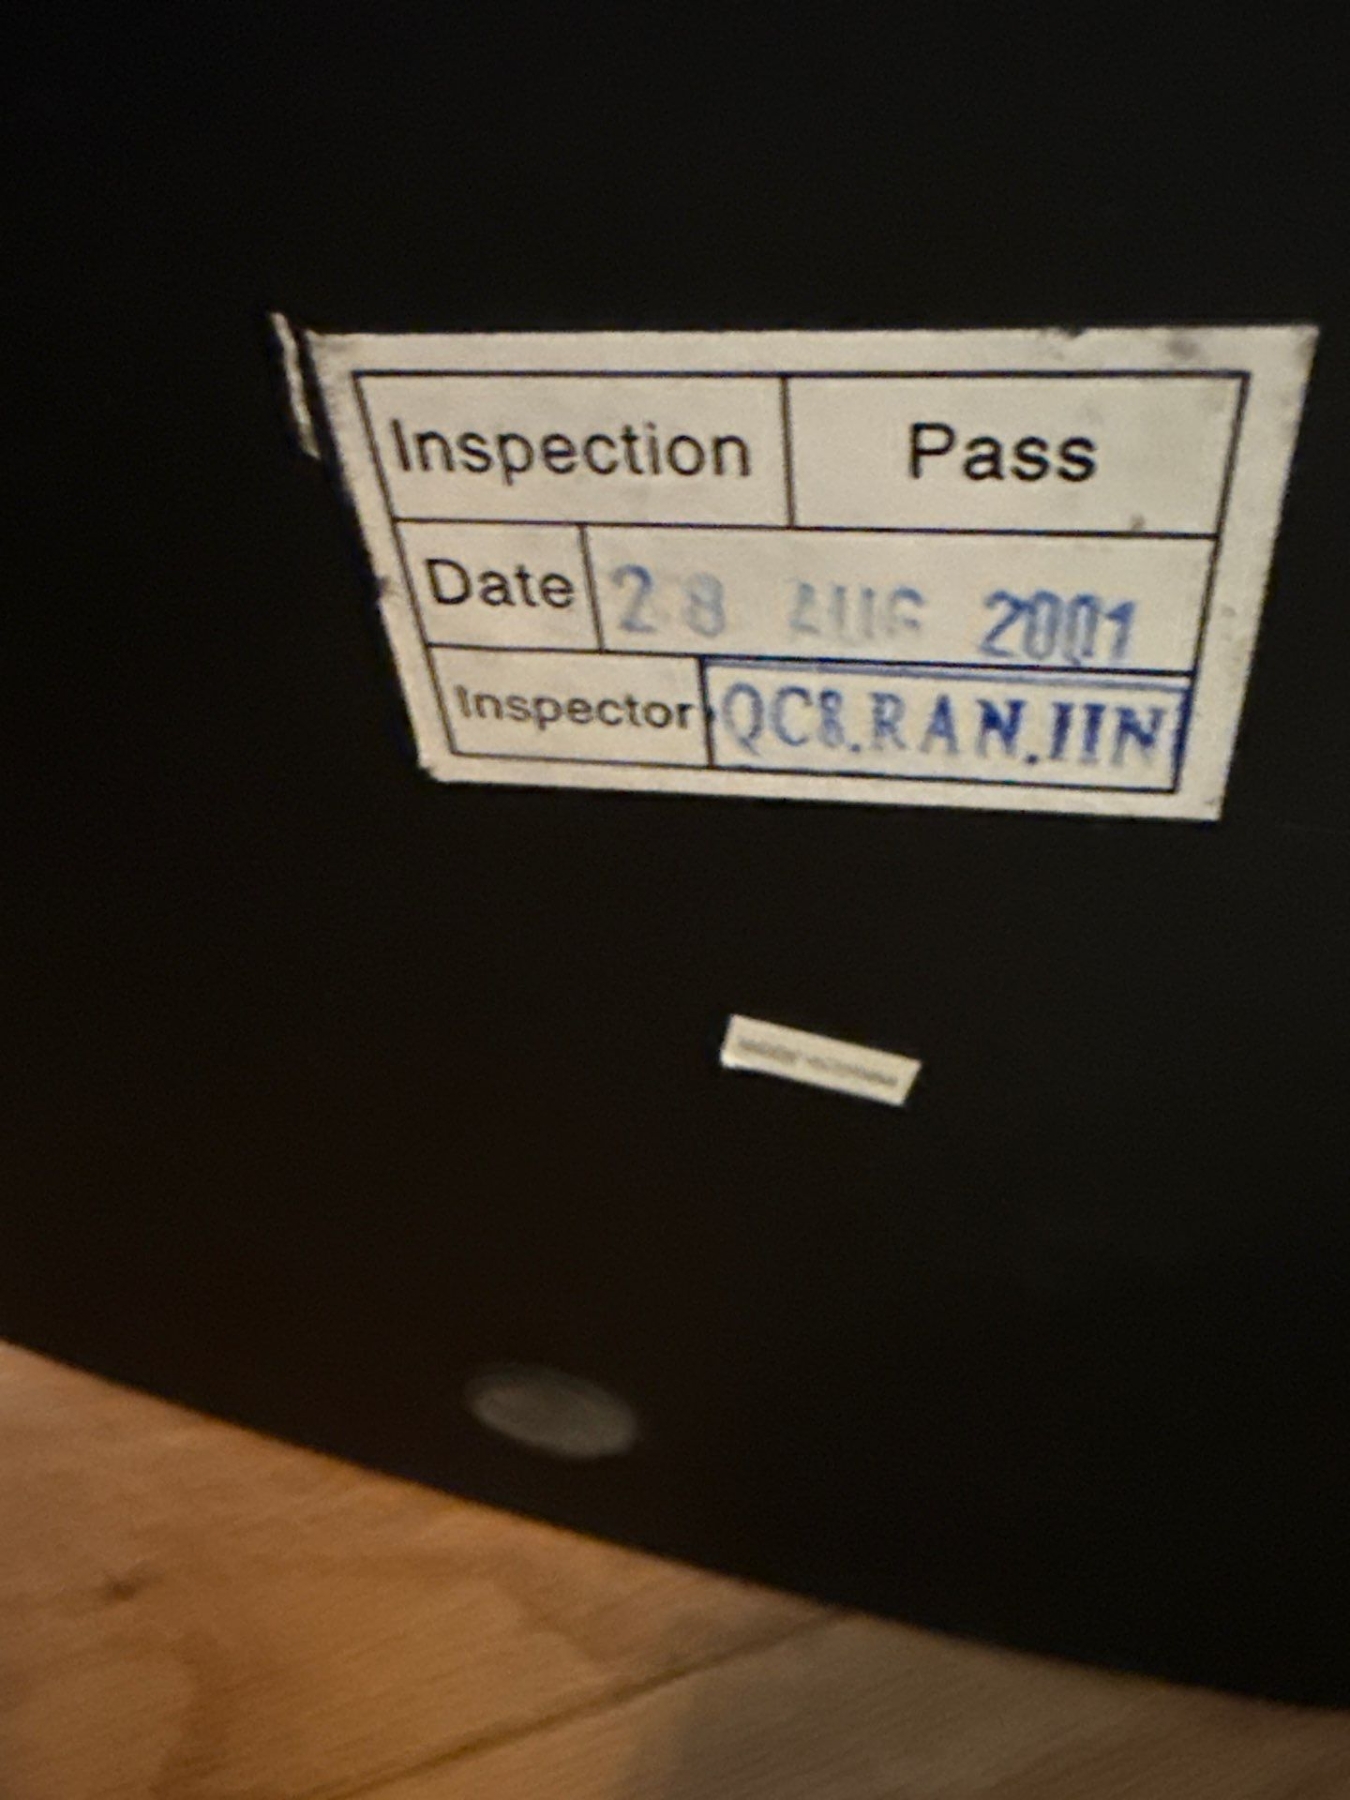 Inspection Pass
Date 28 AUG 2001
Inspector QC8.RAN.JIN